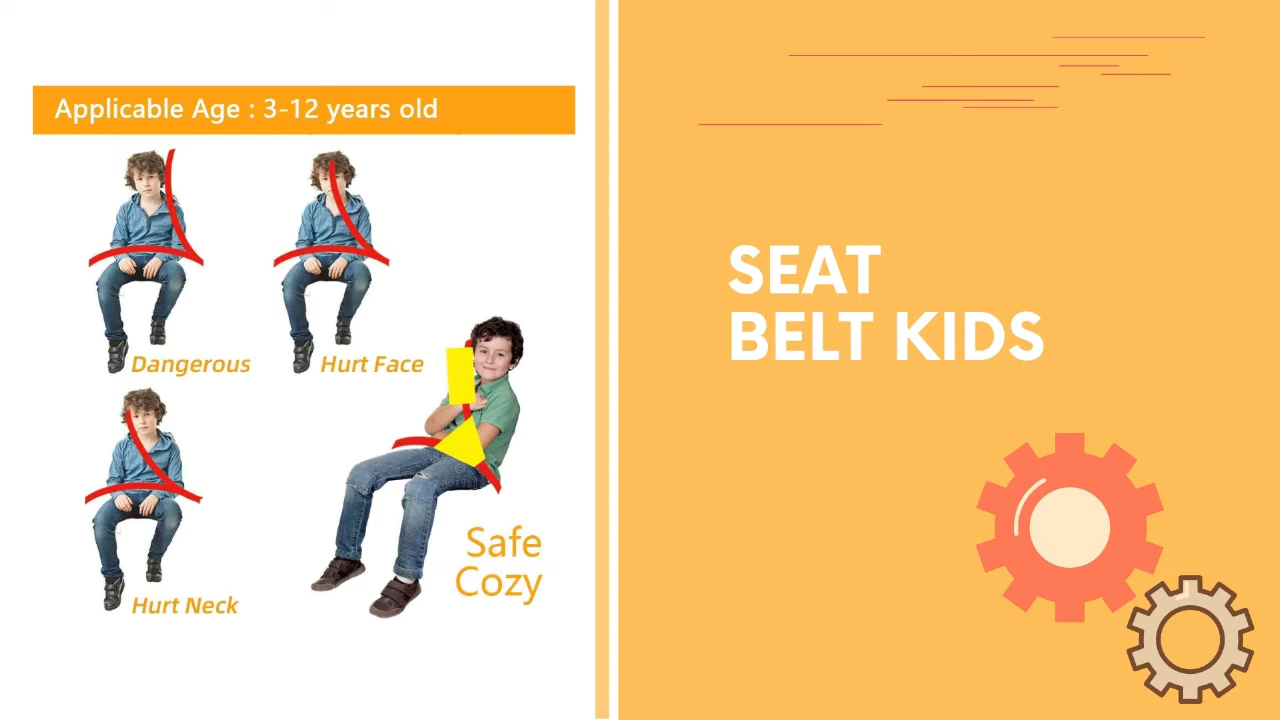 Applicable Age : 3-12 years old
Dangerous
Hurt Face
Hurt Neck
Safe
Cozy
SEAT
BELT KIDS